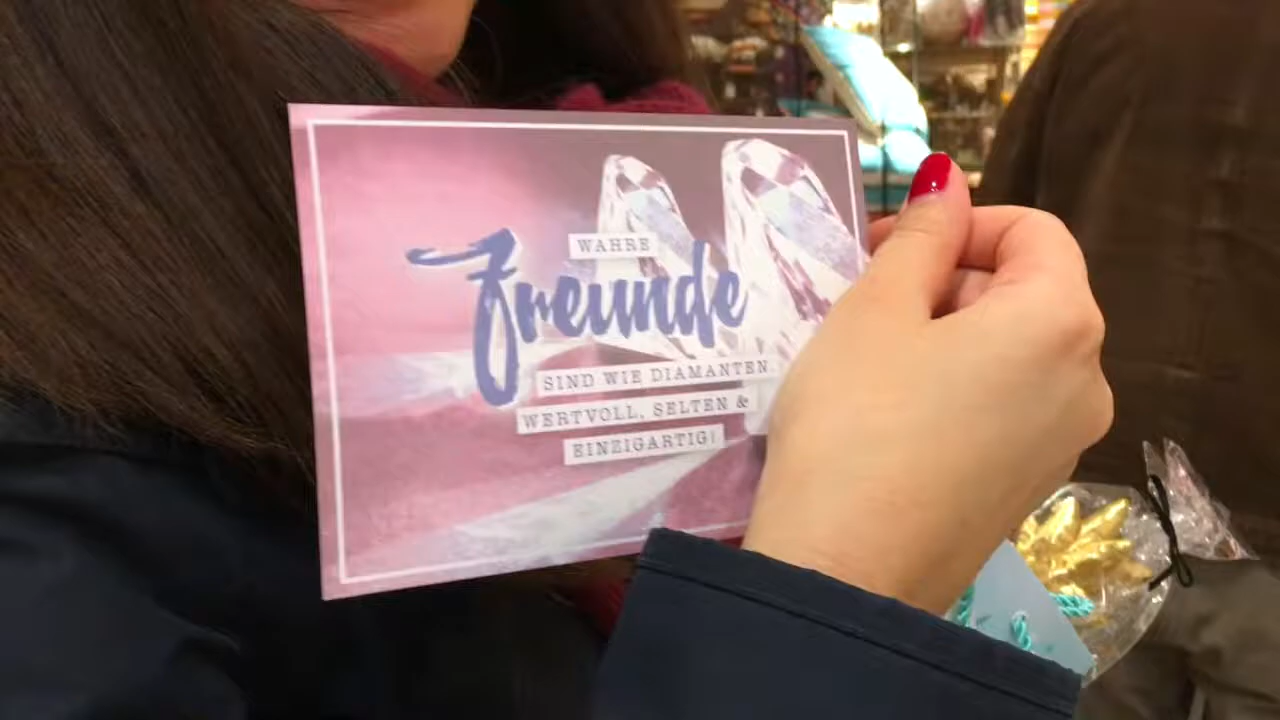 WAHRE
Freunde
SIND WIE DIAMANTEN.
WERTVOLL, SELTEN &
EINZIGARTIG!